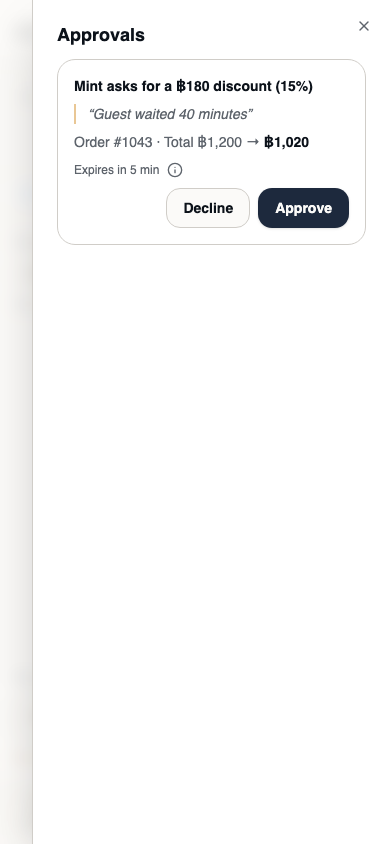 Approvals
Mint asks for a ฿180 discount (15%)
“Guest waited 40 minutes”
Order #1043 · Total ฿1,200 → ฿1,020
Expires in 5 min
Decline
Approve